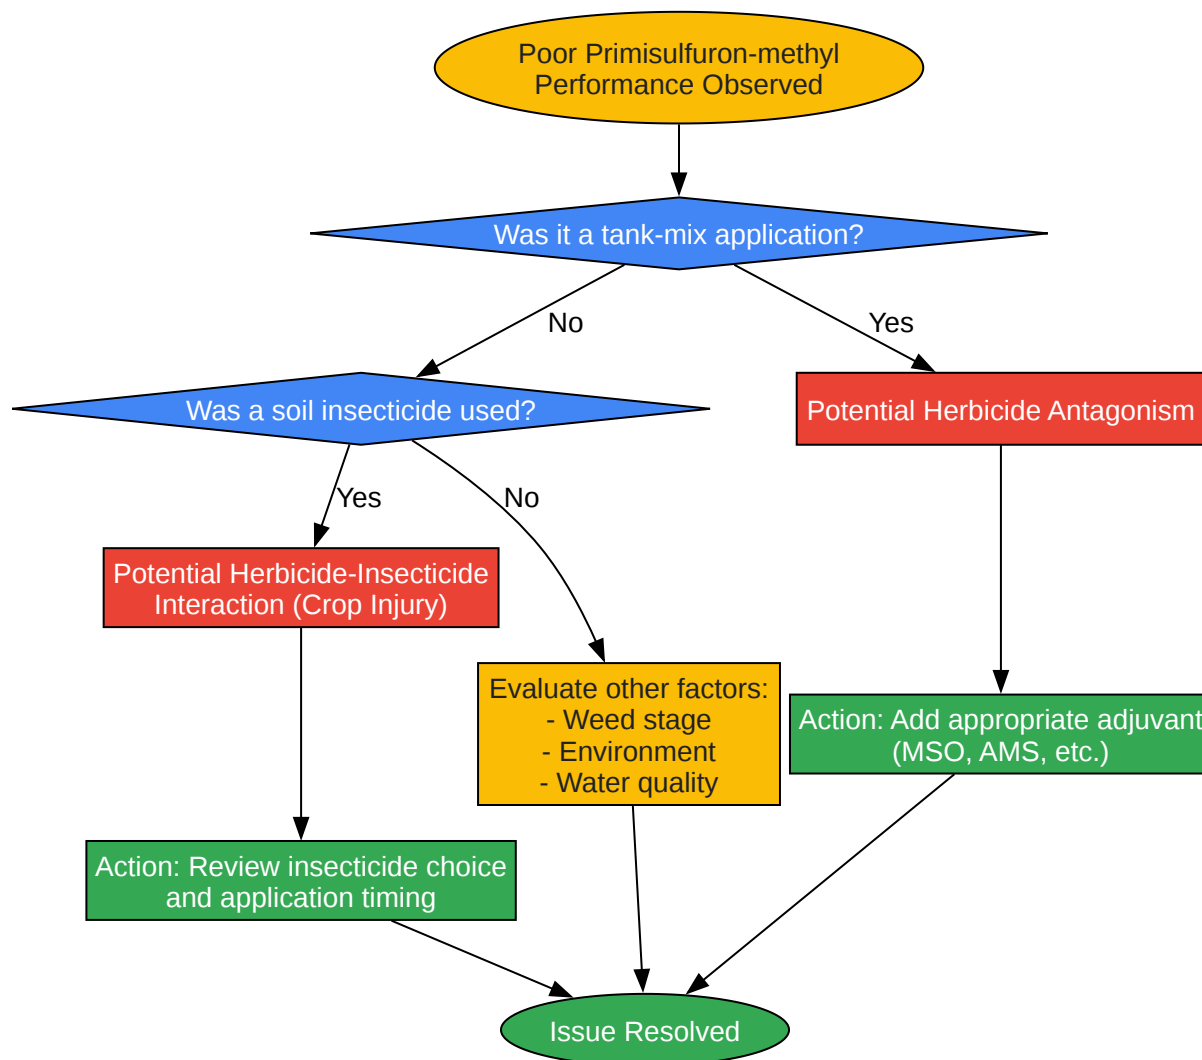 Poor Primisulfuron-methyl
Performance Observed
Was it a tank-mix application?
No
Yes
Was a soil insecticide used?
Potential Herbicide Antagonism
Yes
No
Potential Herbicide-Insecticide
Interaction (Crop Injury)
Evaluate other factors:
- Weed stage
- Environment
- Water quality
Action: Add appropriate adjuvant
(MSO, AMS, etc.)
Action: Review insecticide choice
and application timing
Issue Resolved